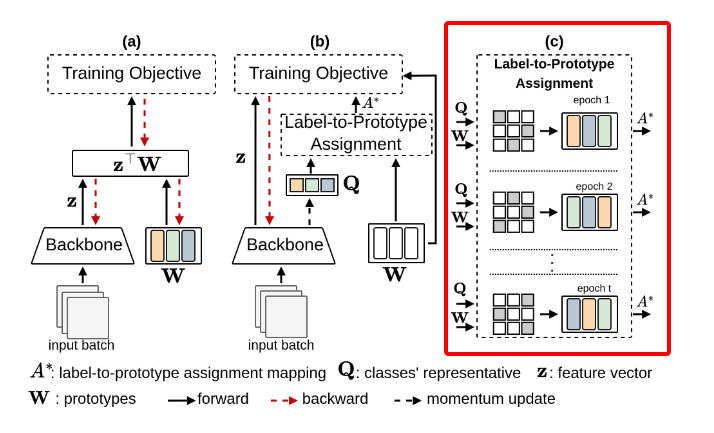 (a)
Training Objective
z⊤W
z
Backbone
W
input batch
(b)
Training Objective
A*
Label-to-Prototype
Assignment
z
Q
Backbone
W
input batch
(c)
Label-to-Prototype
Assignment
epoch 1
Q
W
A*
epoch 2
Q
W
A*
epoch t
Q
W
A*
A*: label-to-prototype assignment mapping Q: classes' representative z: feature vector
W : prototypes forward backward momentum update